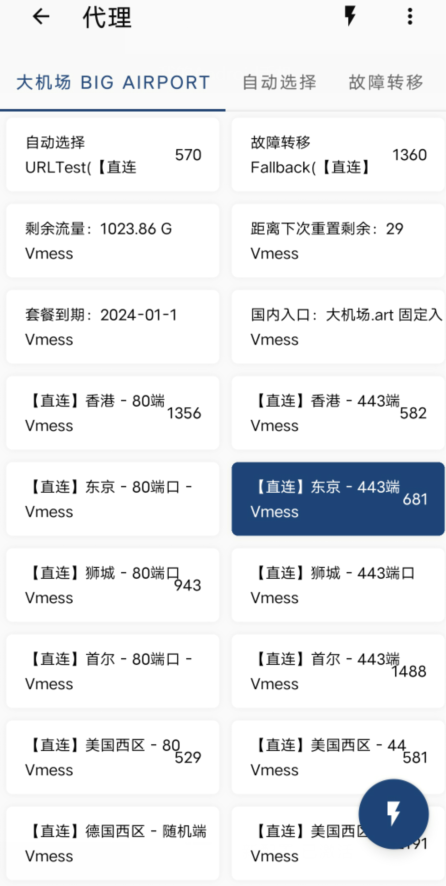 代理
大机场 BIG AIRPORT 自动选择 故障转移
自动选择
URLTest(【直连
570
故障转移
Fallback(【直连】
1360
剩余流量：1023.86 G
Vmess
距离下次重置剩余：29
Vmess
套餐到期：2024-01-1
Vmess
国内入口：大机场.art 固定入
Vmess
【直连】香港 - 80端
Vmess
1356
【直连】香港 - 443端
Vmess
582
【直连】东京 - 80端口 -
Vmess
【直连】东京 - 443端
Vmess
681
【直连】狮城 - 80端口
Vmess
943
【直连】狮城 - 443端口
Vmess
【直连】首尔 - 80端口 -
Vmess
【直连】首尔 - 443端
Vmess
1488
【直连】美国西区 - 80
Vmess
529
【直连】美国西区 - 44
Vmess
581
【直连】德国西区 - 随机端
Vmess
【直连】美国西
Vmess